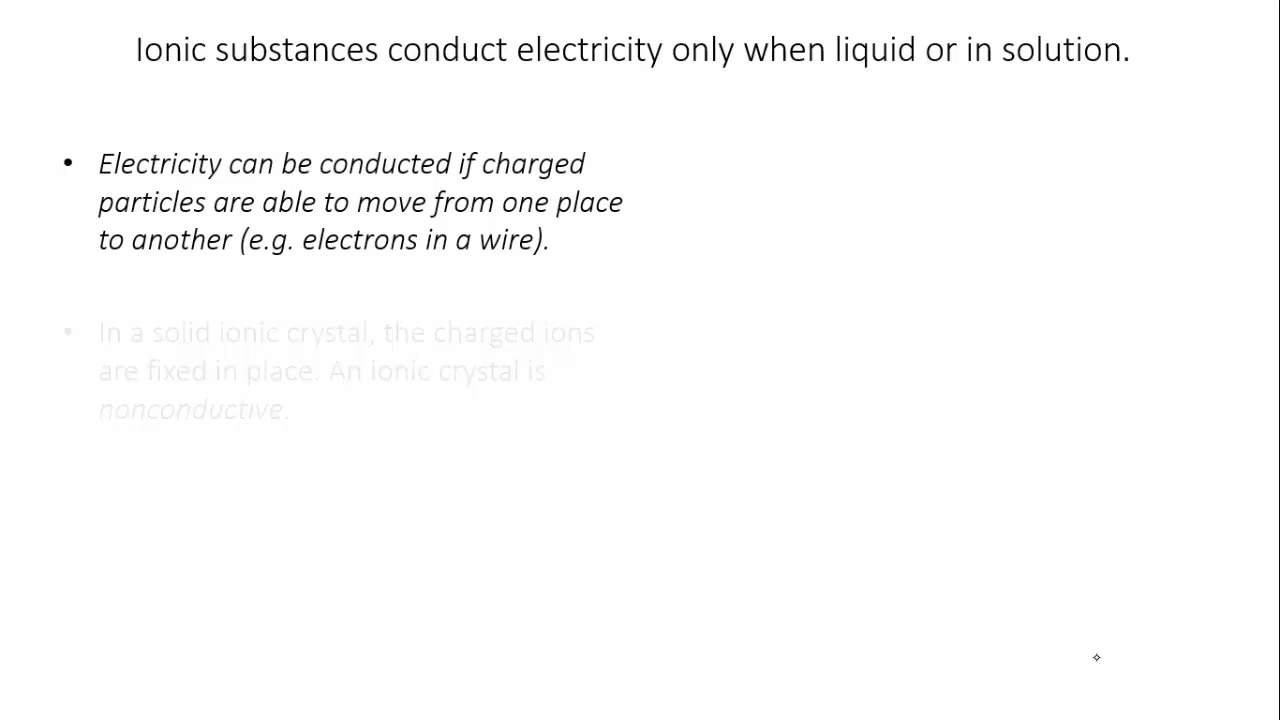 Ionic substances conduct electricity only when liquid or in solution.
• Electricity can be conducted if charged
particles are able to move from one place
to another (e.g. electrons in a wire).
• In a solid ionic crystal, the charged ions
are fixed in place. An ionic crystal is
nonconductive.